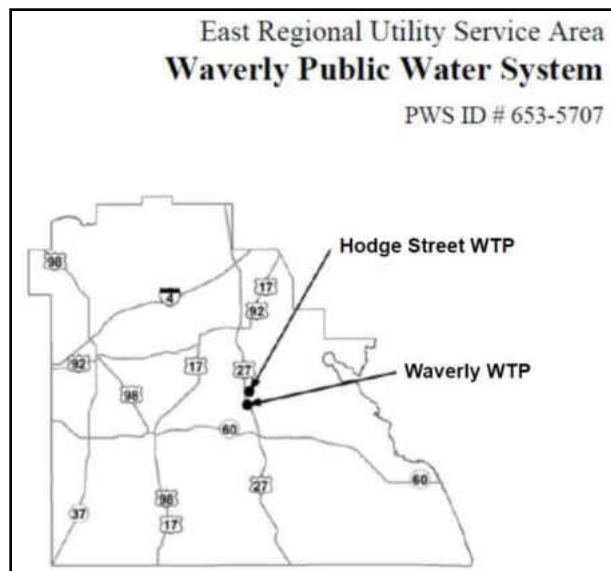 East Regional Utility Service Area
Waverly Public Water System
PWS ID # 653-5707
Hodge Street WTP
98
17
4
92
27
92
17
Waverly WTP
98
60
60
98
27
37
17